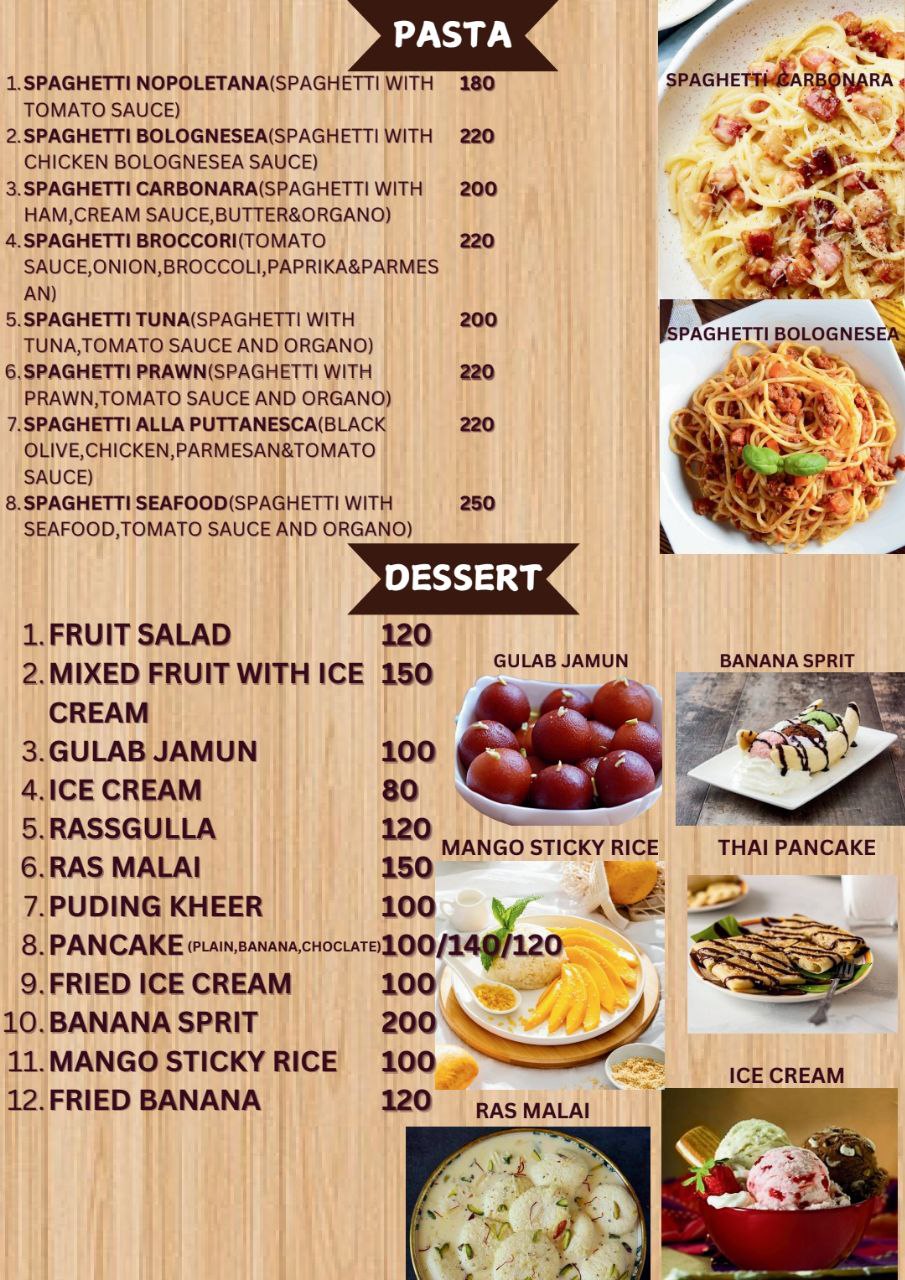 PASTA
1. SPAGHETTI NOPOLETANA(SPAGHETTI WITH 180
TOMATO SAUCE)
2. SPAGHETTI BOLOGNESEA(SPAGHETTI WITH 220
CHICKEN BOLOGNESEA SAUCE)
3. SPAGHETTI CARBONARA(SPAGHETTI WITH 200
HAM,CREAM SAUCE,BUTTER&ORGANO)
4. SPAGHETTI BROCCORI(TOMATO 220
SAUCE,ONION,BROCCOLI,PAPRIKA&PARMES
AN)
5. SPAGHETTI TUNA(SPAGHETTI WITH 200
TUNA,TOMATO SAUCE AND ORGANO)
6. SPAGHETTI PRAWN(SPAGHETTI WITH 220
PRAWN,TOMATO SAUCE AND ORGANO)
7. SPAGHETTI ALLA PUTTANESCA(BLACK 220
OLIVE,CHICKEN,PARMESAN&TOMATO
SAUCE)
8. SPAGHETTI SEAFOOD(SPAGHETTI WITH 250
SEAFOOD,TOMATO SAUCE AND ORGANO)
SPAGHETTI CARBONARA
SPAGHETTI BOLOGNESEA
DESSERT
1. FRUIT SALAD 120
2. MIXED FRUIT WITH ICE 150
CREAM
3. GULAB JAMUN 100
4. ICE CREAM 80
5. RASSGULLA 120
6. RAS MALAI 150
7. PUDING KHEER 100
8. PANCAKE (PLAIN,BANANA,CHOCLATE)100/140/120
9. FRIED ICE CREAM 100
10. BANANA SPRIT 200
11. MANGO STICKY RICE 100
12. FRIED BANANA 120
GULAB JAMUN
BANANA SPRIT
MANGO STICKY RICE
THAI PANCAKE
ICE CREAM
RAS MALAI